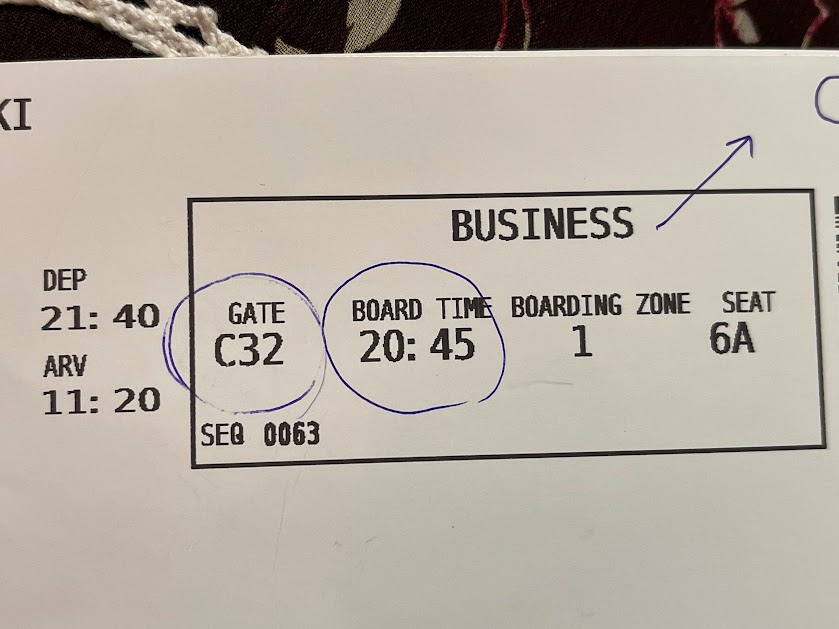 KI
BUSINESS
DEP
21: 40
GATE BOARD TIME BOARDING ZONE SEAT
C32 20: 45 1 6A
ARV
11: 20
SEQ 0063